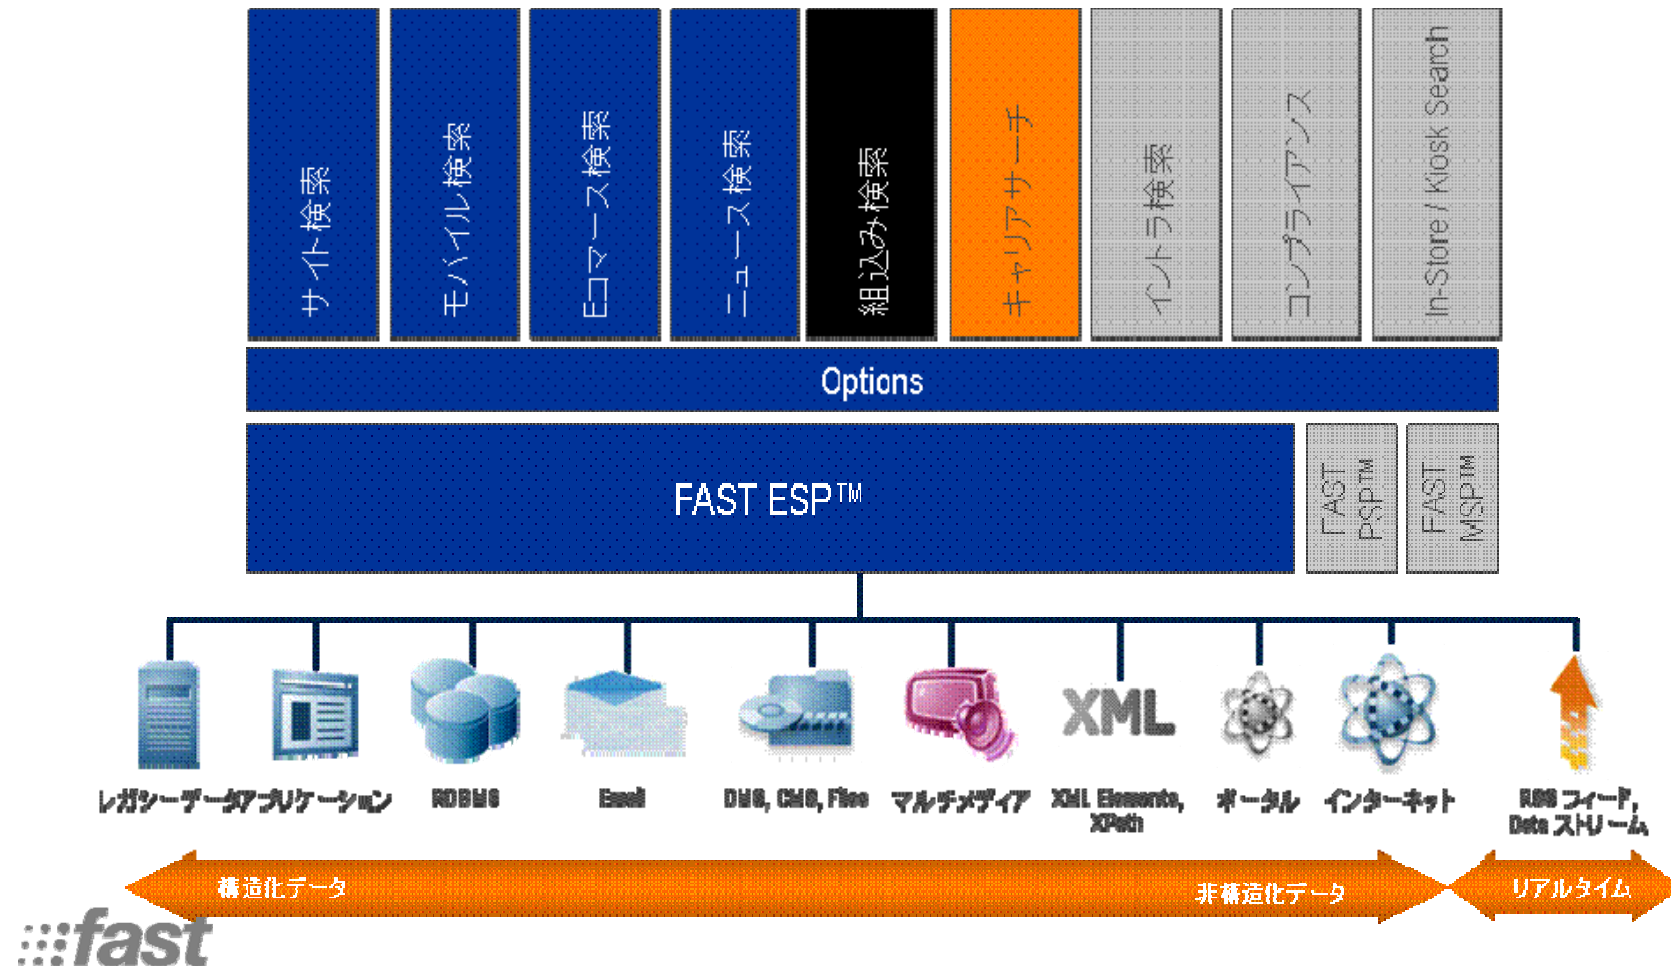 サイト検索
モバイル検索
Eコマース検索
ニュース検索
組込み検索
キャリアサーチ
イントラ検索
コンプライアンス
In-Store / Kiosk Search
Options
FAST ESP™
FAST
PSP™
FAST
MSP™
XML
レガシーデータ
アプリケーション
RDBMS
Email
DMS, CMS, Files
マルチメディア
XML Elements,
XPath
ポータル
インターネット
RSS フィード,
Data ストリーム
構造化データ
非構造化データ
リアルタイム
fast